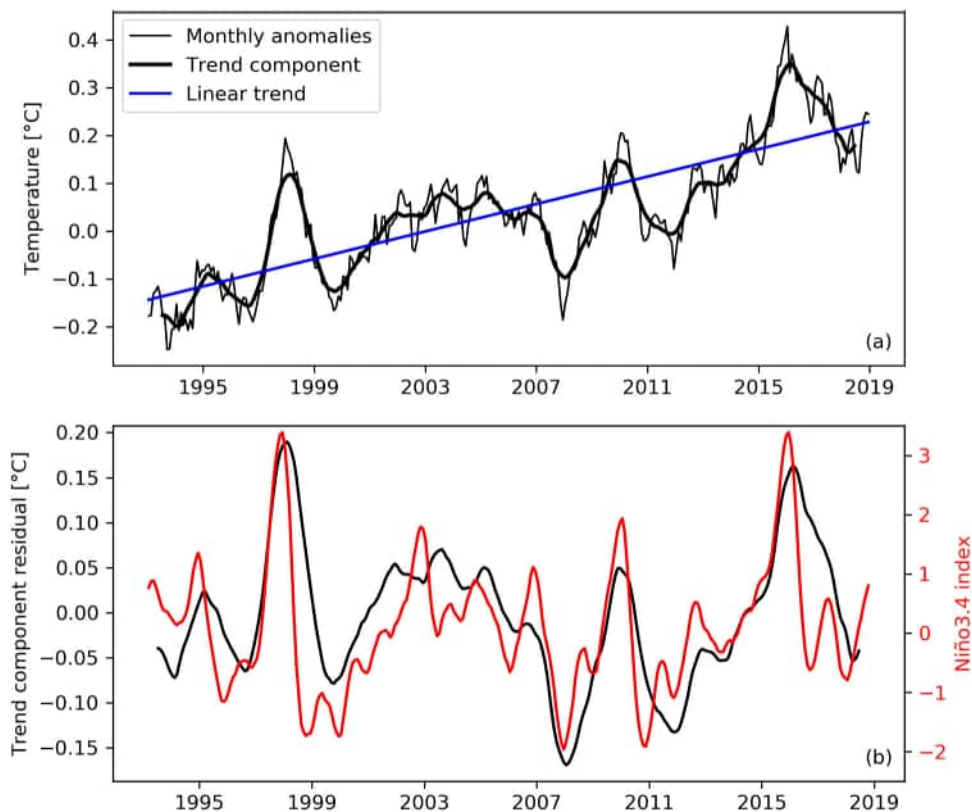 Monthly anomalies
Trend component
Linear trend
Temperature [°C]
0.4
0.3
0.2
0.1
0.0
−0.1
−0.2
(a)
1995 1999 2003 2007 2011 2015 2019
Trend component residual [°C]
0.20
0.15
0.10
0.05
0.00
−0.05
−0.10
−0.15
3
2
1
0
−1
−2
Niño3.4 index
(b)
1995 1999 2003 2007 2011 2015 2019